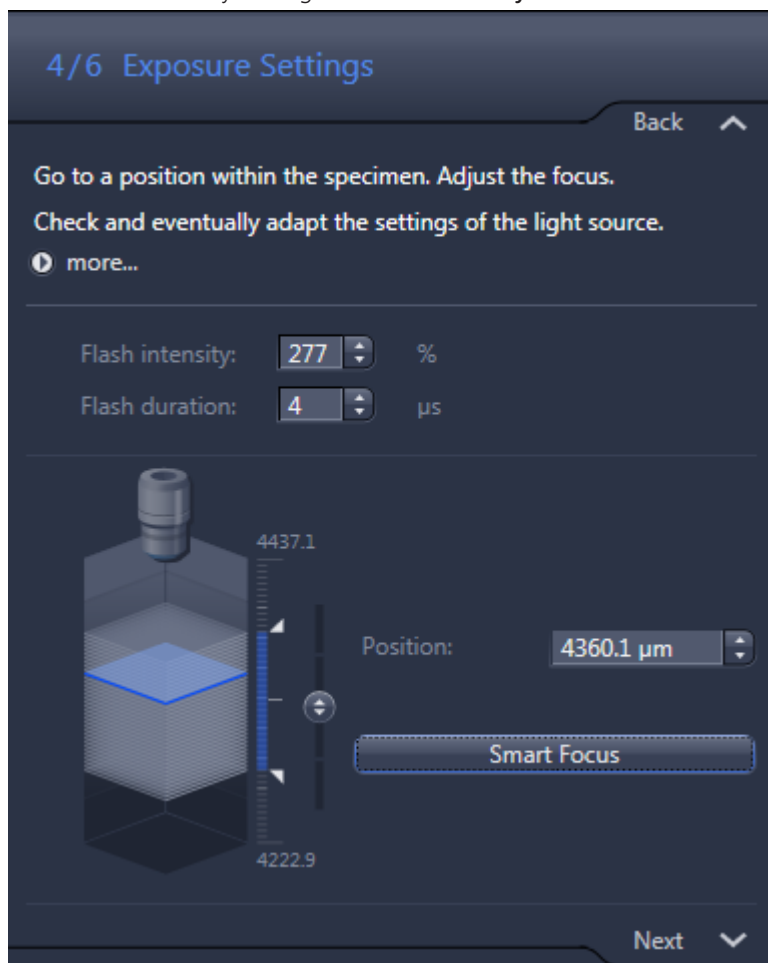 4/6 Exposure Settings
Back
Go to a position within the specimen. Adjust the focus.
Check and eventually adapt the settings of the light source.
more...
Flash intensity: 277 %
Flash duration: 4 µs
4437.1
Position: 4360.1 µm
Smart Focus
4222.9
Next